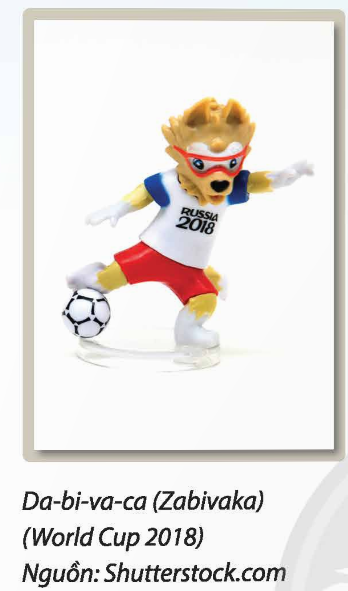 RUSSIA
2018
Da-bi-va-ca (Zabivaka)
(World Cup 2018)
Nguồn: Shutterstock.com